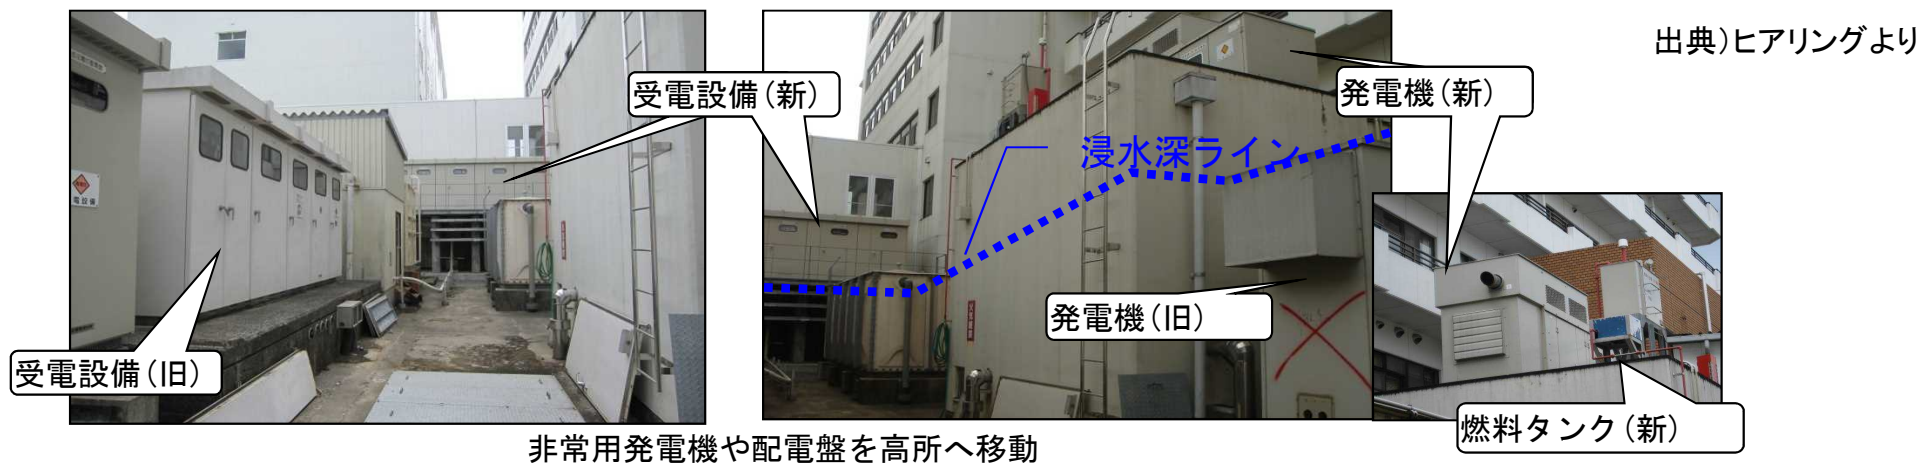 出典)ヒアリングより
受電設備(新)
発電機(新)
浸水深ライン
発電機(旧)
受電設備(旧)
燃料タンク(新)
非常用発電機や配電盤を高所へ移動